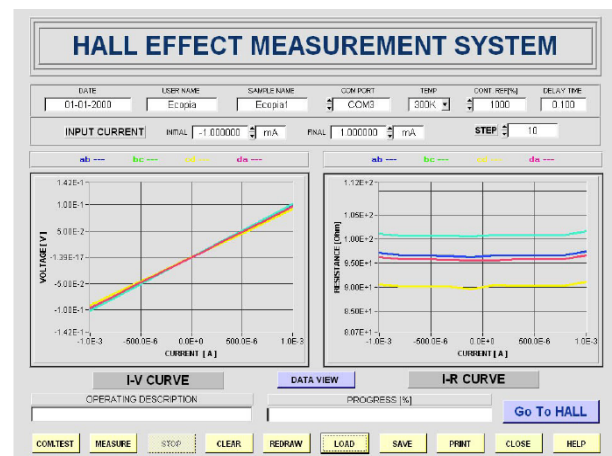 HALL EFFECT MEASUREMENT SYSTEM
DATE USER NAME SAMPLE NAME COM PORT TEMP CONT. REF[%] DELAY TIME
01-01-2000 Ecopia Ecopia1 COM3 300K 1000 0.100
INPUT CURRENT INITIAL -1.000000 mA FINAL 1.000000 mA STEP 10
ab --- bc --- cd --- da --- ab --- bc --- cd --- da ---
1.42E-1
1.00E-1
5.00E-2
-1.39E-17
-5.00E-2
-1.00E-1
-1.42E-1
VOLTAGE [ V ]
-1.0E-3 -500.0E-6 0.0E+0 500.0E-6 1.0E-3
CURRENT [ A ]
1.12E+2
1.05E+2
1.00E+2
9.50E+1
9.00E+1
8.50E+1
8.07E+1
RESISTANCE [Ohm]
-1.0E-3 -500.0E-6 0.0E+0 500.0E-6 1.0E-3
CURRENT [ A ]
I-V CURVE DATA VIEW I-R CURVE
OPERATING DESCRIPTION PROGRESS [%]
Go To HALL
COM.TEST MEASURE STOP CLEAR REDRAW LOAD SAVE PRINT CLOSE HELP